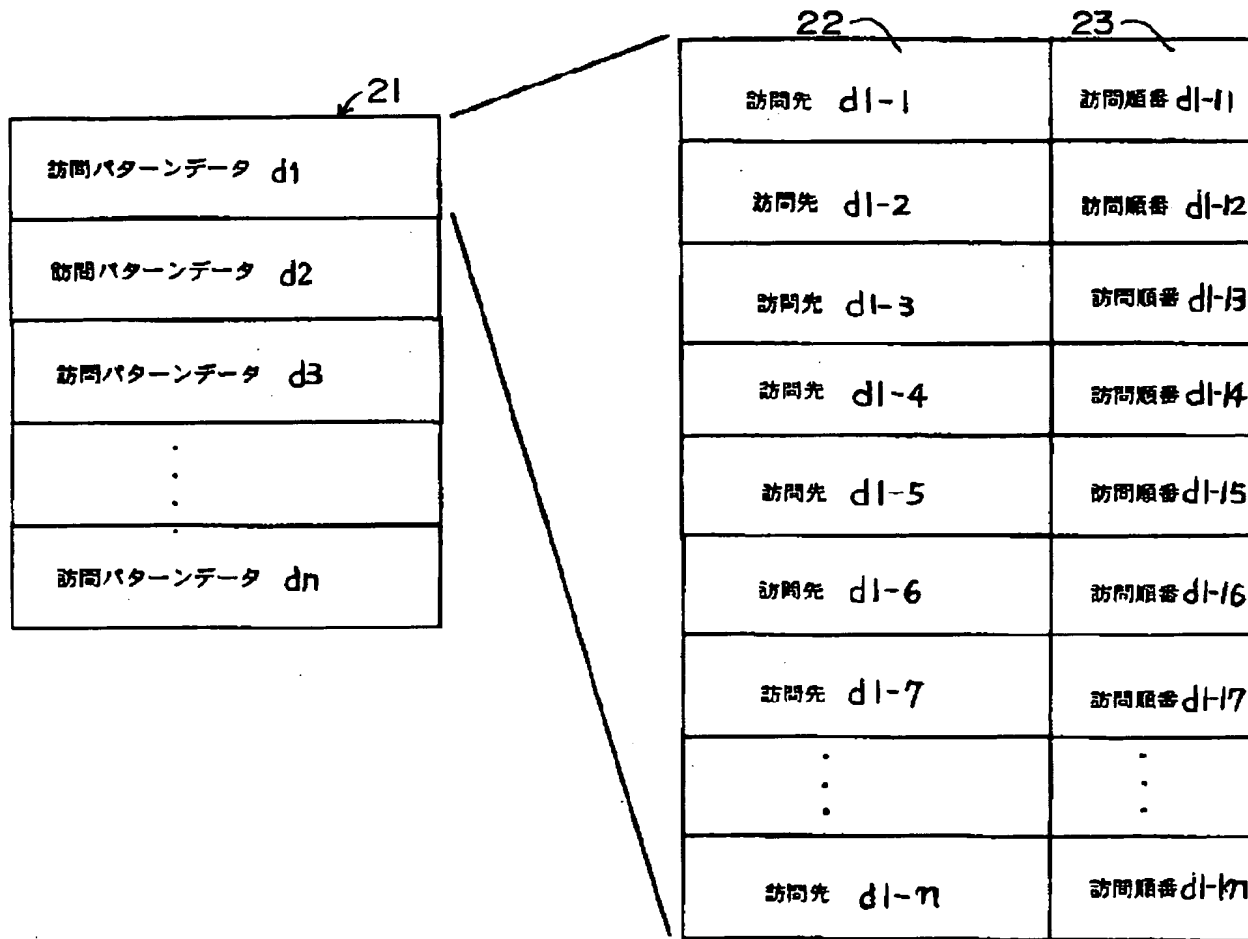 21
訪問パターンデータ d1
訪問パターンデータ d2
訪問パターンデータ d3
訪問パターンデータ dn
22 23
訪問先 d1-1 訪問順番 d1-11
訪問先 d1-2 訪問順番 d1-12
訪問先 d1-3 訪問順番 d1-13
訪問先 d1-4 訪問順番 d1-14
訪問先 d1-5 訪問順番 d1-15
訪問先 d1-6 訪問順番 d1-16
訪問先 d1-7 訪問順番 d1-17
訪問先 d1-n 訪問順番 d1-1n